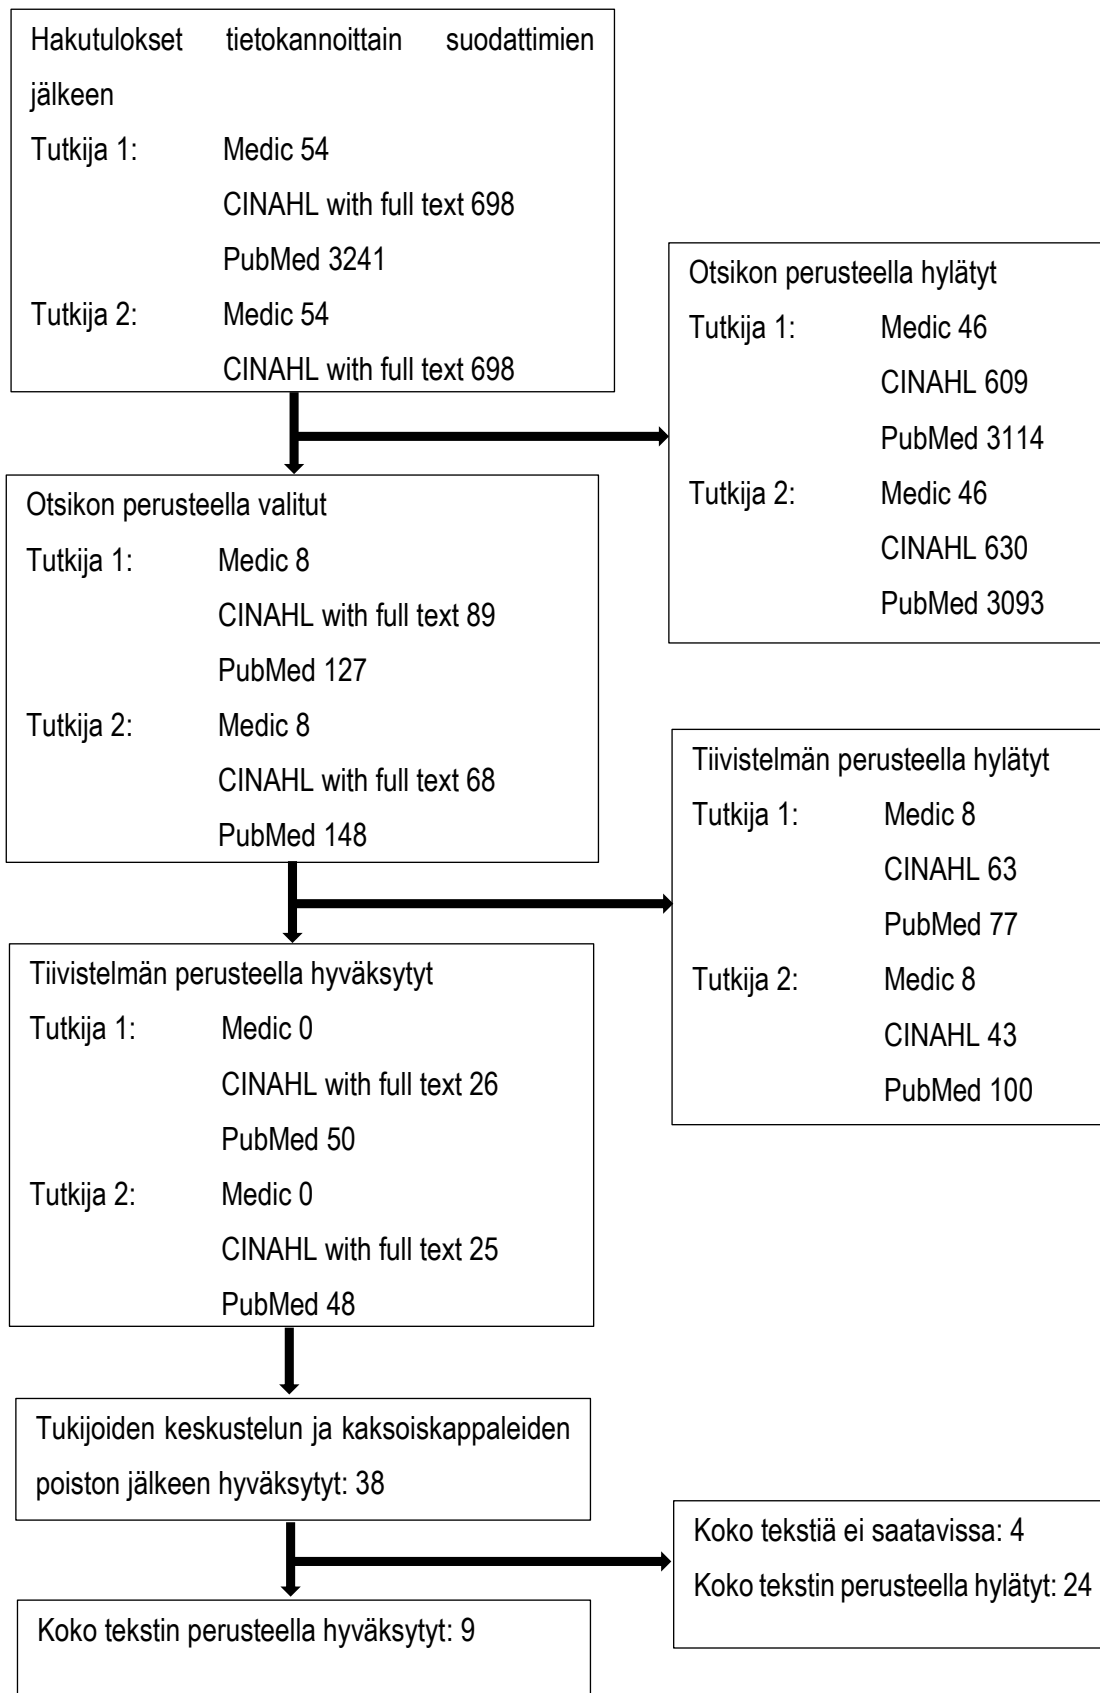 Hakutulokset tietokannoittain suodattimien
jälkeen
Tutkija 1: Medic 54
CINAHL with full text 698
PubMed 3241
Tutkija 2: Medic 54
CINAHL with full text 698
Otsikon perusteella hylätyt
Tutkija 1: Medic 46
CINAHL 609
PubMed 3114
Tutkija 2: Medic 46
CINAHL 630
PubMed 3093
Otsikon perusteella valitut
Tutkija 1: Medic 8
CINAHL with full text 89
PubMed 127
Tutkija 2: Medic 8
CINAHL with full text 68
PubMed 148
Tiivistelmän perusteella hylätyt
Tutkija 1: Medic 8
CINAHL 63
PubMed 77
Tutkija 2: Medic 8
CINAHL 43
PubMed 100
Tiivistelmän perusteella hyväksytyt
Tutkija 1: Medic 0
CINAHL with full text 26
PubMed 50
Tutkija 2: Medic 0
CINAHL with full text 25
PubMed 48
Tukijoiden keskustelun ja kaksoiskappaleiden
poiston jälkeen hyväksytyt: 38
Koko tekstiä ei saatavissa: 4
Koko tekstin perusteella hylätyt: 24
Koko tekstin perusteella hyväksytyt: 9